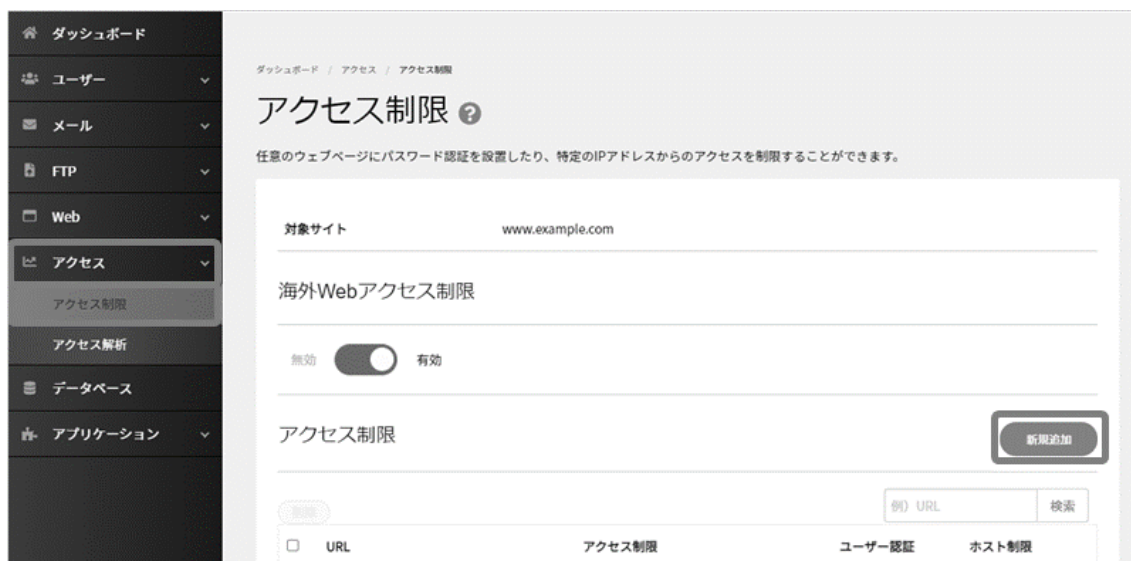 ダッシュボード
ユーザー
メール
FTP
Web
アクセス
アクセス制限
アクセス解析
データベース
アプリケーション
ダッシュボード / アクセス / アクセス制限
アクセス制限 ?
任意のウェブページにパスワード認証を設置したり、特定のIPアドレスからのアクセスを制限することができます。
対象サイト www.example.com
海外Webアクセス制限
無効 有効
アクセス制限 新規追加
削除 例）URL 検索
URL アクセス制限 ユーザー認証 ホスト制限